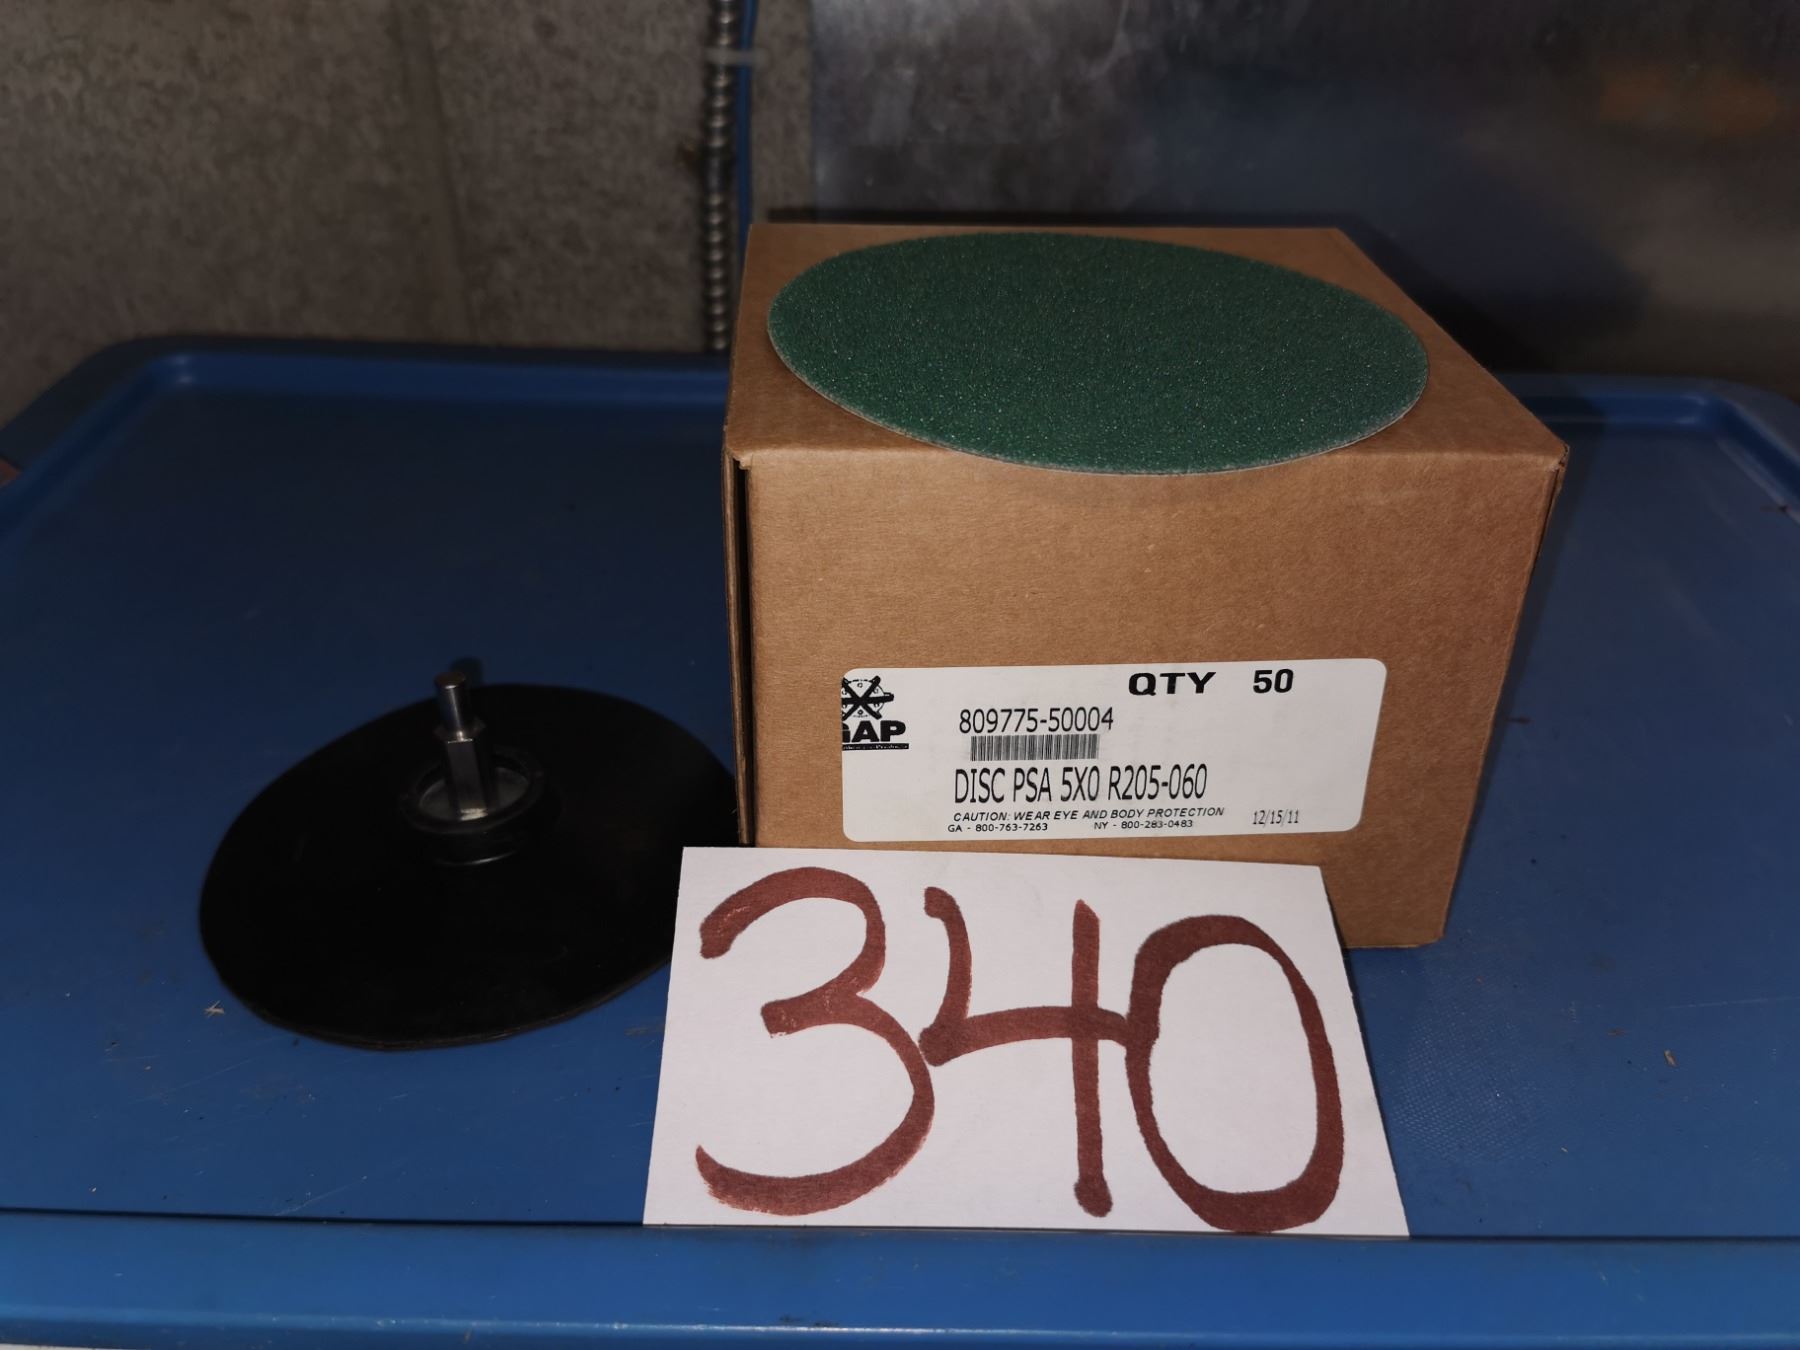 QTY 50
809775-50004
GAP
DISC PSA 5X0 R205-060
CAUTION: WEAR EYE AND BODY PROTECTION
GA - 800-763-7263 NY - 800-283-0483 12/15/11
340